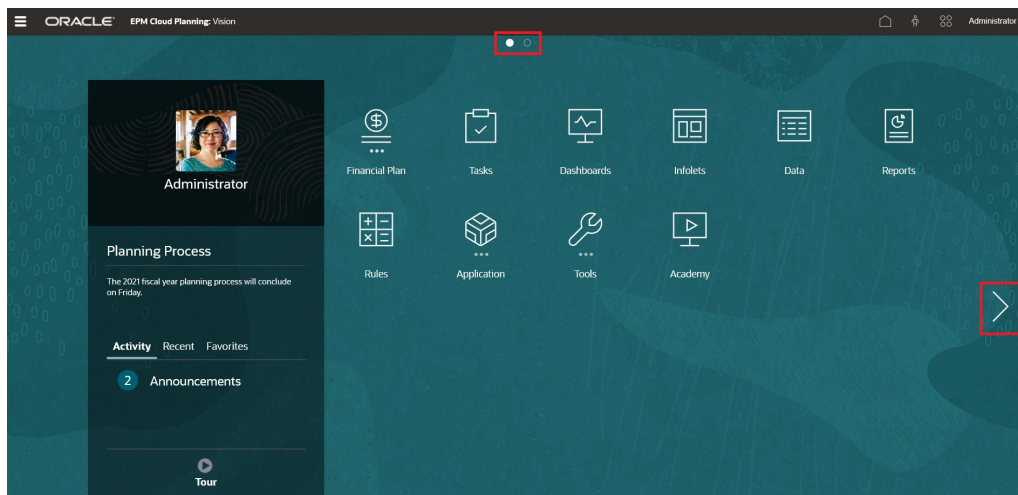 ORACLE EPM Cloud Planning: Vision Administrator
Administrator
Financial Plan Tasks Dashboards Infolets Data Reports
Rules Application Tools Academy
Planning Process
The 2021 fiscal year planning process will conclude
on Friday.
Activity Recent Favorites
2 Announcements
Tour